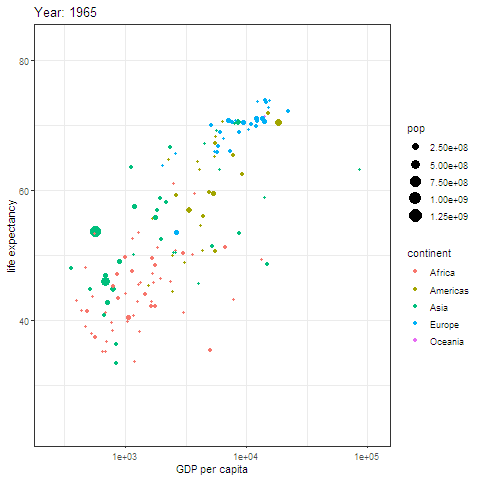 Year: 1965
80
60
40
life expectancy
1e+03
1e+04
1e+05
GDP per capita
pop
2.50e+08
5.00e+08
7.50e+08
1.00e+09
1.25e+09
continent
Africa
Americas
Asia
Europe
Oceania